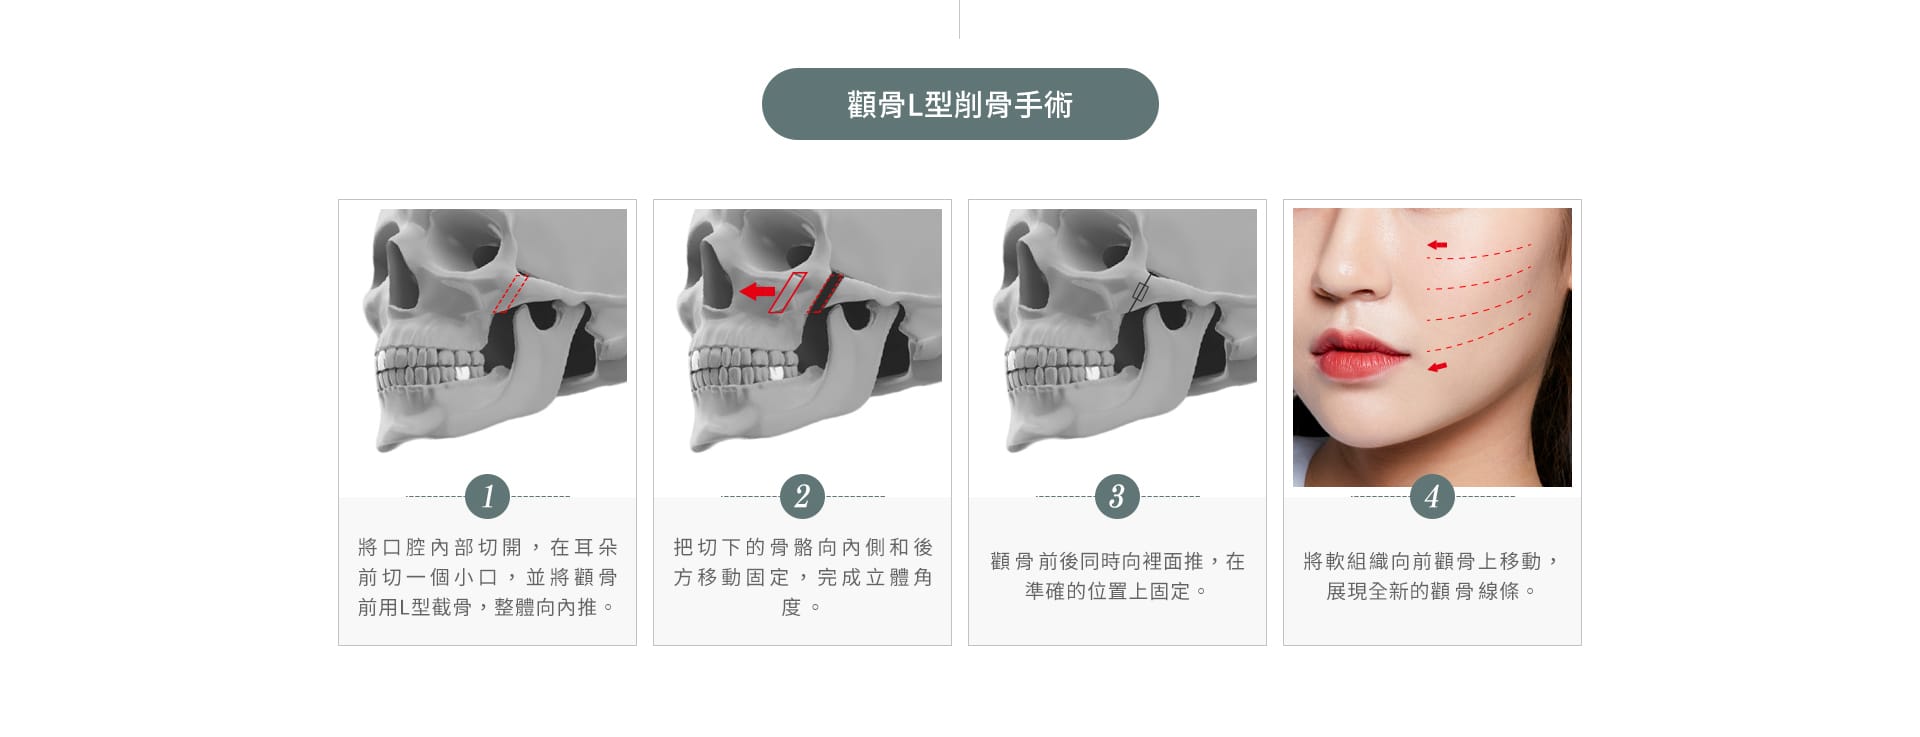 顴骨L型削骨手術
1
將口腔內部切開，在耳朵
前切一個小口，並將顴骨
前用L型截骨，整體向內推。
2
把切下的骨骼向內側和後
方移動固定，完成立體角
度。
3
顴骨前後同時向裡面推，在
準確的位置上固定。
4
將軟組織向前顴骨上移動，
展現全新的顴骨線條。